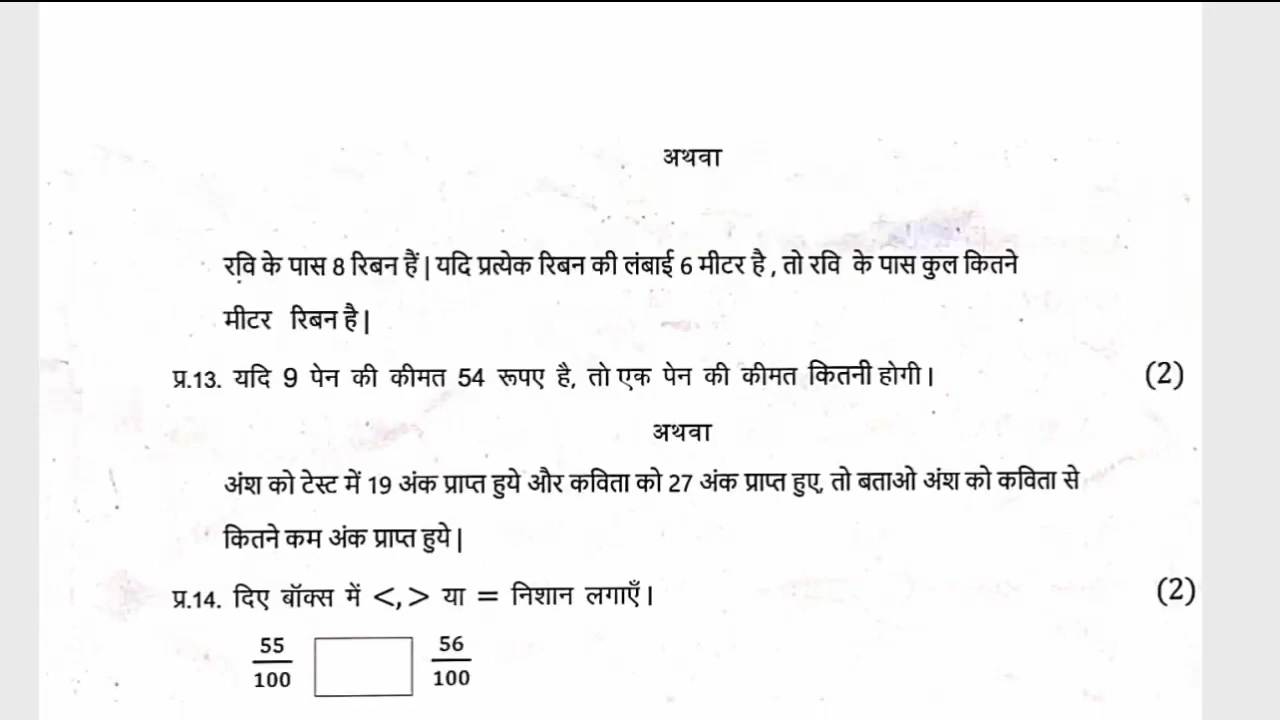 अथवा
रवि के पास 8 रिबन हैं | यदि प्रत्येक रिबन की लंबाई 6 मीटर है , तो रवि के पास कुल कितने
मीटर रिबन है |
प्र.13. यदि 9 पेन की कीमत 54 रूपए है, तो एक पेन की कीमत कितनी होगी । (2)
अथवा
अंश को टेस्ट में 19 अंक प्राप्त हुये और कविता को 27 अंक प्राप्त हुए, तो बताओ अंश को कविता से
कितने कम अंक प्राप्त हुये |
प्र.14. दिए बॉक्स में <,> या = निशान लगाएँ । (2)
55 56
100 100